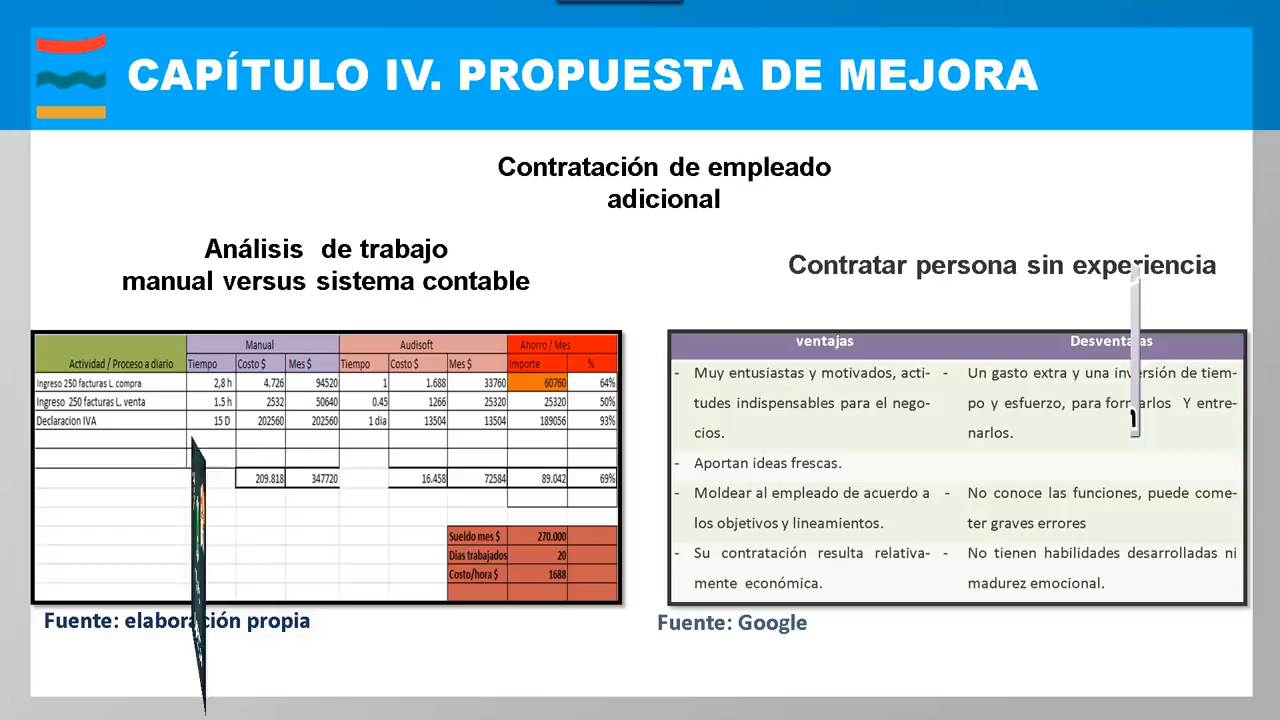 CAPÍTULO IV. PROPUESTA DE MEJORA
Contratación de empleado
adicional
Análisis de trabajo
manual versus sistema contable
Manual Audisoft Ahorro / Mes
Actividad / Proceso a diario Tiempo Costo $ Mes $ Tiempo Costo $ Mes $ Importe %
Ingreso 250 facturas L compra 2,8 h 4.726 94520 1 1.688 33760 60760 64%
Ingreso 250 facturas L. venta 1.5 h 2532 50640 0.45 1266 25320 25320 50%
Declaracion IVA 15 D 202560 202560 1 dia 13504 13504 189056 93%
209.818 347720 16.458 72584 89.042 69%
Sueldo mes $ 270.000
Dias trabajados 20
Costo/hora $ 1688
Fuente: elaboración propia
Contratar persona sin experiencia
ventajas Desventajas
- Muy entusiastas y motivados, acti- - Un gasto extra y una inversión de tiem-
tudes indispensables para el nego- po y esfuerzo, para formarlos Y entre-
cios. narlos.
- Aportan ideas frescas.
- Moldear al empleado de acuerdo a - No conoce las funciones, puede come-
los objetivos y lineamientos. ter graves errores
- Su contratación resulta relativa- - No tienen habilidades desarrolladas ni
mente económica. madurez emocional.
Fuente: Google